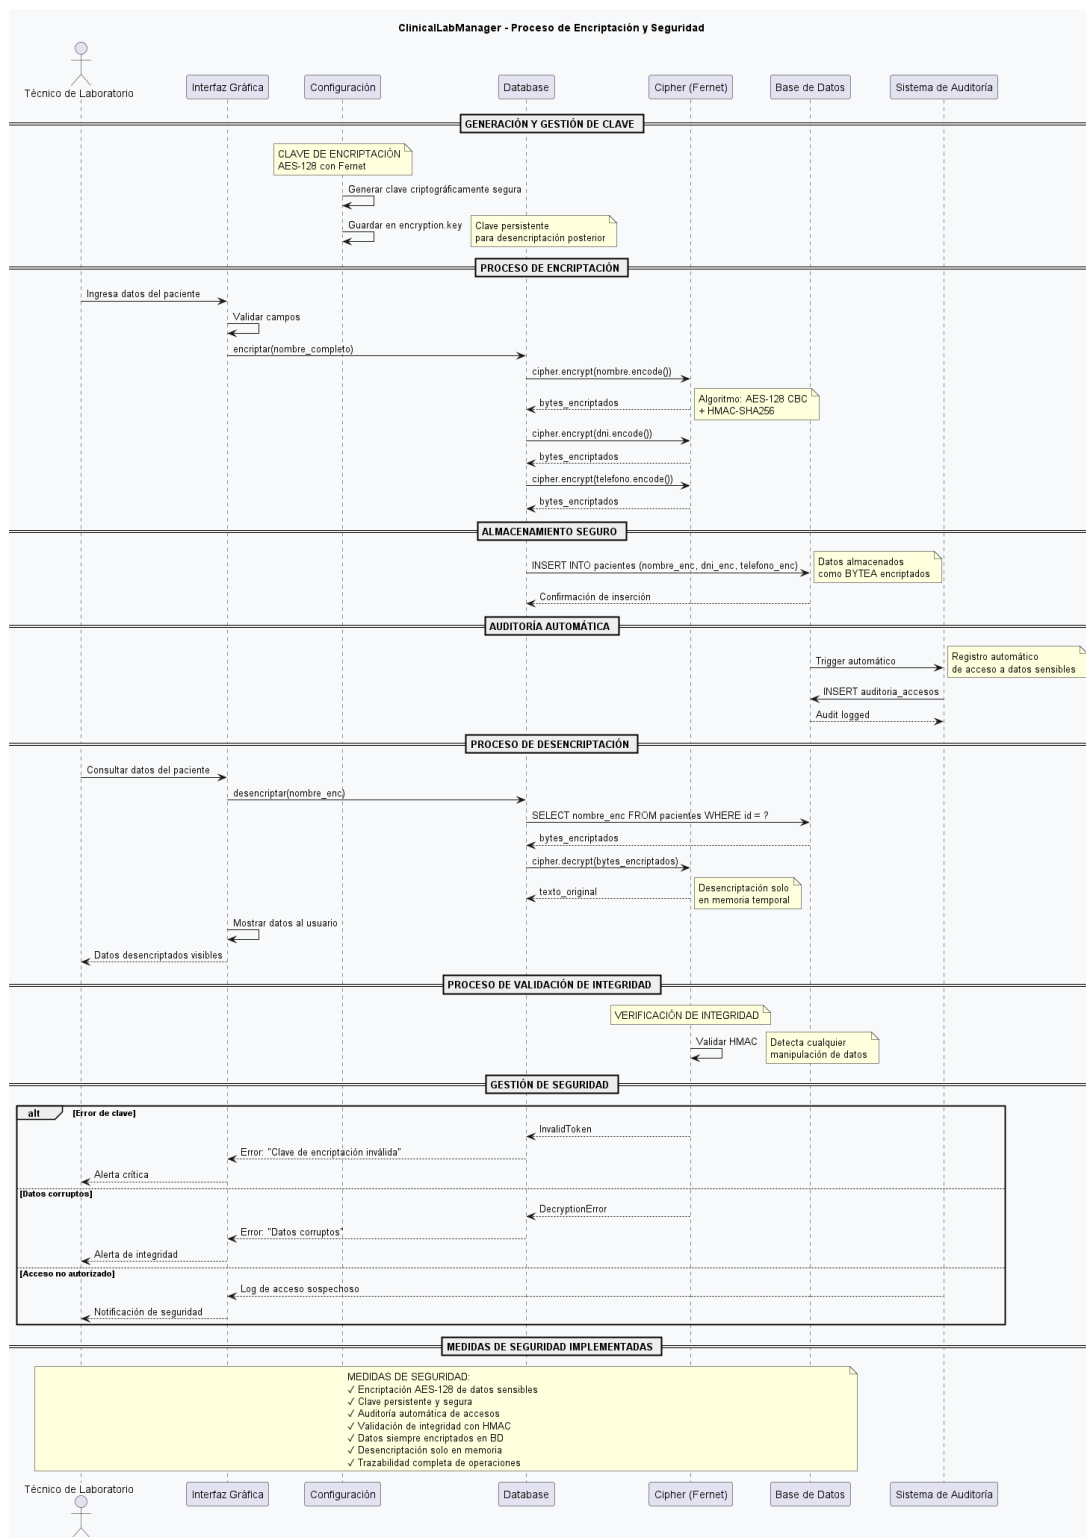 ClinicalLabManager - Proceso de Encriptación y Seguridad
Técnico de Laboratorio
Interfaz Gráfica
Configuración
Database
Cipher (Fernet)
Base de Datos
Sistema de Auditoría
GENERACIÓN Y GESTIÓN DE CLAVE
CLAVE DE ENCRIPTACIÓN
AES-128 con Fernet
Generar clave criptográficamente segura
Guardar en encryption.key
Clave persistente
para desencriptación posterior
PROCESO DE ENCRIPTACIÓN
Ingresa datos del paciente
Validar campos
encriptar(nombre_completo)
cipher.encrypt(nombre.encode())
bytes_encriptados
Algoritmo: AES-128 CBC
+ HMAC-SHA256
cipher.encrypt(dni.encode())
bytes_encriptados
cipher.encrypt(telefono.encode())
bytes_encriptados
ALMACENAMIENTO SEGURO
INSERT INTO pacientes (nombre_enc, dni_enc, telefono_enc)
Datos almacenados
como BYTEA encriptados
Confirmación de inserción
AUDITORÍA AUTOMÁTICA
Trigger automático
Registro automático
de acceso a datos sensibles
INSERT auditoria_accesos
Audit logged
PROCESO DE DESENCRIPTACIÓN
Consultar datos del paciente
desencriptar(nombre_enc)
SELECT nombre_enc FROM pacientes WHERE id = ?
bytes_encriptados
cipher.decrypt(bytes_encriptados)
texto_original
Desencriptación solo
en memoria temporal
Mostrar datos al usuario
Datos desencriptados visibles
PROCESO DE VALIDACIÓN DE INTEGRIDAD
VERIFICACIÓN DE INTEGRIDAD
Validar HMAC
Detecta cualquier
manipulación de datos
GESTIÓN DE SEGURIDAD
alt [Error de clave]
InvalidToken
Error: "Clave de encriptación inválida"
Alerta crítica
[Datos corruptos]
DecryptionError
Error: "Datos corruptos"
Alerta de integridad
[Acceso no autorizado]
Log de acceso sospechoso
Notificación de seguridad
MEDIDAS DE SEGURIDAD IMPLEMENTADAS
MEDIDAS DE SEGURIDAD:
✓ Encriptación AES-128 de datos sensibles
✓ Clave persistente y segura
✓ Auditoría automática de accesos
✓ Validación de integridad con HMAC
✓ Datos siempre encriptados en BD
✓ Desencriptación solo en memoria
✓ Trazabilidad completa de operaciones
Técnico de Laboratorio
Interfaz Gráfica
Configuración
Database
Cipher (Fernet)
Base de Datos
Sistema de Auditoría